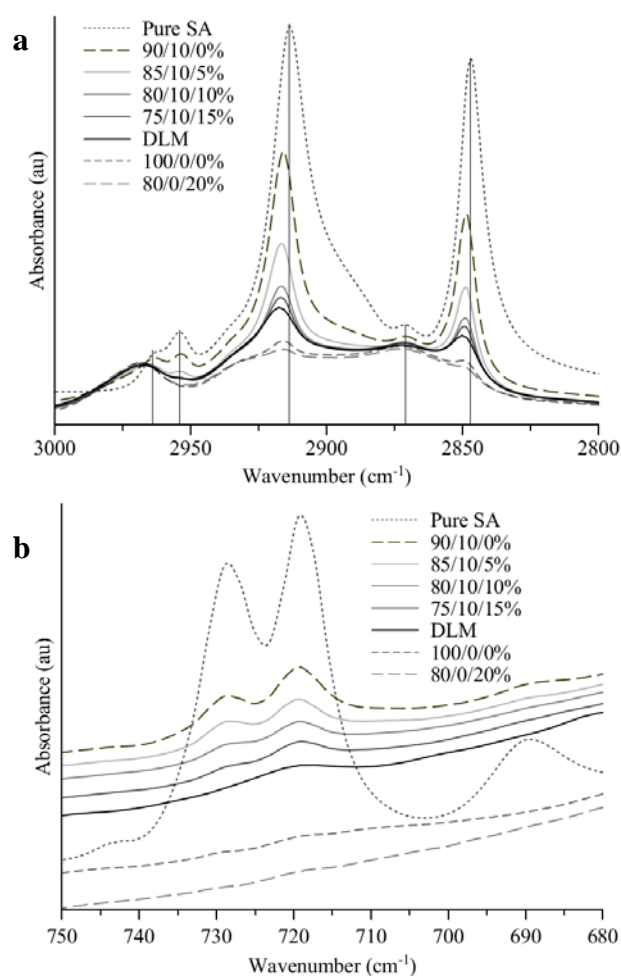 a
Pure SA
90/10/0%
85/10/5%
80/10/10%
75/10/15%
DLM
100/0/0%
80/0/20%
Absorbance (au)
3000 2950 2900 2850 2800
Wavenumber (cm-1)
b
Pure SA
90/10/0%
85/10/5%
80/10/10%
75/10/15%
DLM
100/0/0%
80/0/20%
Absorbance (au)
750 730 720 710 700 690 680
Wavenumber (cm-1)